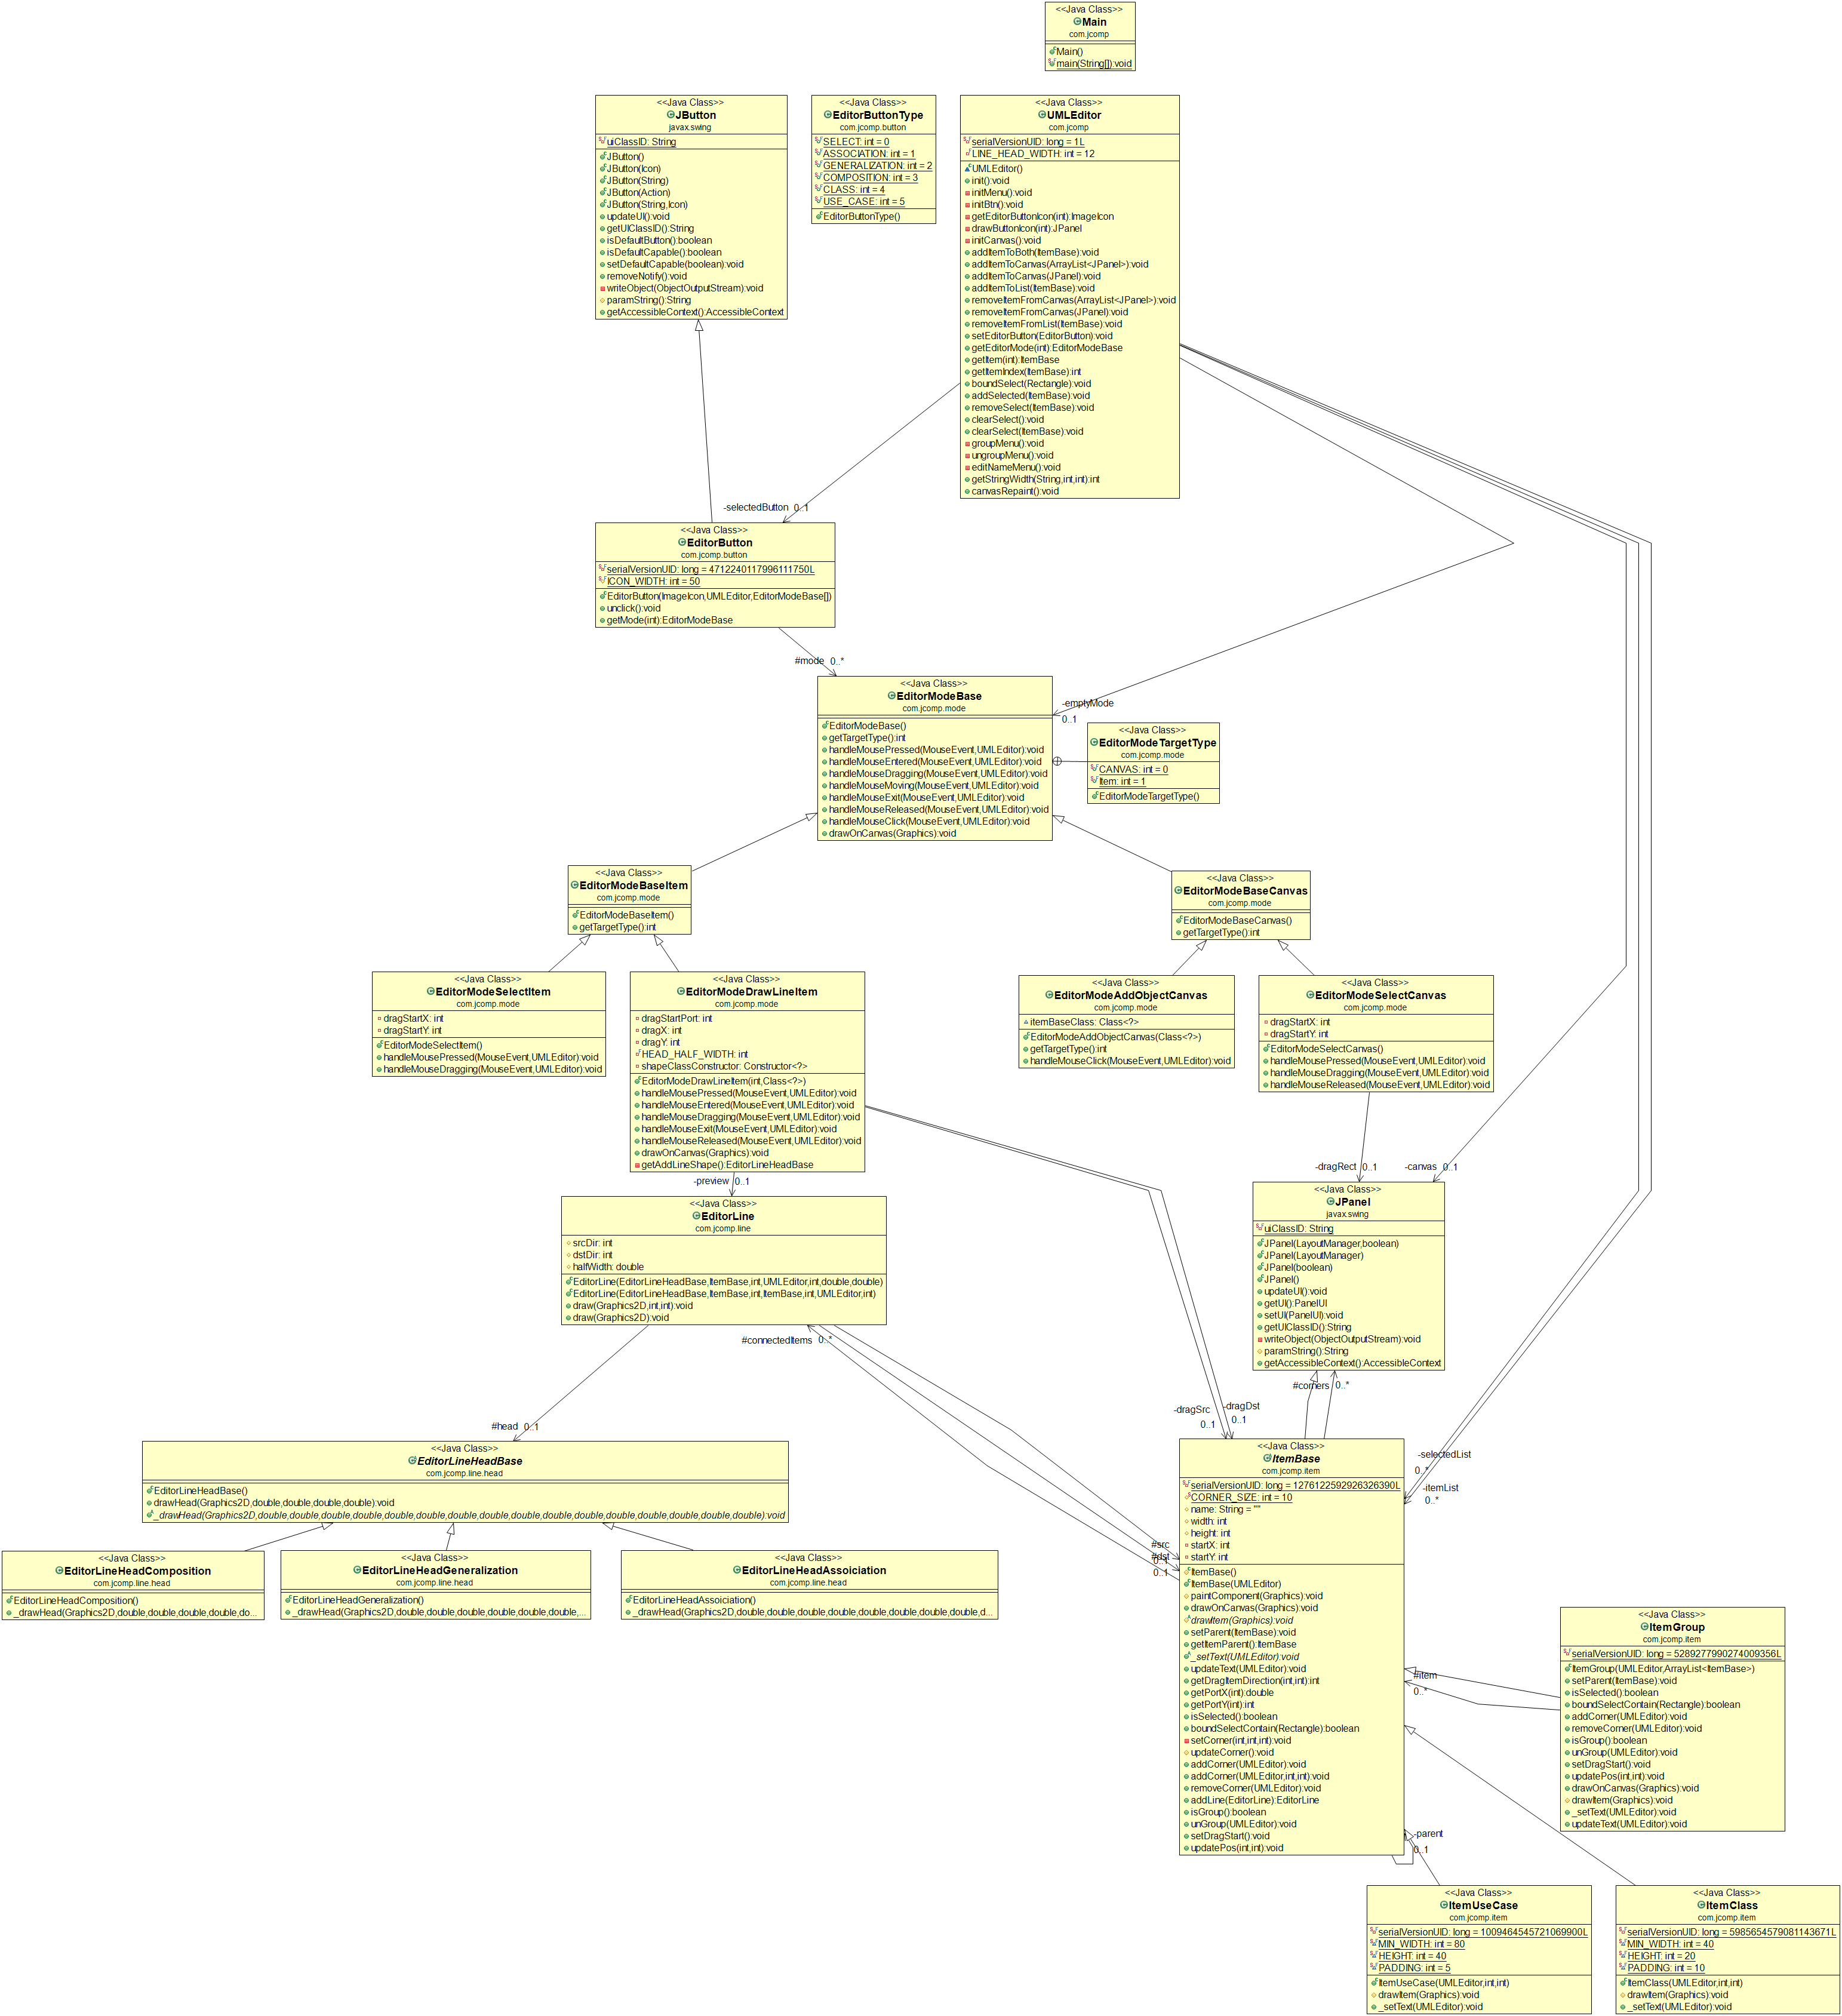 <<Java Class>>
Main
com.jcomp
Main()
main(String[]):void
<<Java Class>>
JButton
javax.swing
uiClassID: String
JButton()
JButton(Icon)
JButton(String)
JButton(Action)
JButton(String,Icon)
updateUI():void
getUIClassID():String
isDefaultButton():boolean
isDefaultCapable():boolean
setDefaultCapable(boolean):void
removeNotify():void
writeObject(ObjectOutputStream):void
paramString():String
getAccessibleContext():AccessibleContext
<<Java Class>>
EditorButtonType
com.jcomp.button
SELECT: int = 0
ASSOCIATION: int = 1
GENERALIZATION: int = 2
COMPOSITION: int = 3
CLASS: int = 4
USE_CASE: int = 5
EditorButtonType()
<<Java Class>>
UMLEditor
com.jcomp
serialVersionUID: long = 1L
LINE_HEAD_WIDTH: int = 12
UMLEditor()
init():void
initMenu():void
initBtn():void
getEditorButtonIcon(int):ImageIcon
drawButtonIcon(int):JPanel
initCanvas():void
addItemToBoth(ItemBase):void
addItemToCanvas(ArrayList<JPanel>):void
addItemToCanvas(JPanel):void
addItemToList(ItemBase):void
removeItemFromCanvas(ArrayList<JPanel>):void
removeItemFromCanvas(JPanel):void
removeItemFromList(ItemBase):void
setEditorButton(EditorButton):void
getEditorMode(int):EditorModeBase
getItem(int):ItemBase
getItemIndex(ItemBase):int
boundSelect(Rectangle):void
addSelected(ItemBase):void
removeSelect(ItemBase):void
clearSelect():void
clearSelect(ItemBase):void
groupMenu():void
ungroupMenu():void
editNameMenu():void
getStringWidth(String,int,int):int
canvasRepaint():void
-selectedButton 0..1
<<Java Class>>
EditorButton
com.jcomp.button
serialVersionUID: long = 4712240117996111750L
ICON_WIDTH: int = 50
EditorButton(ImageIcon,UMLEditor,EditorModeBase[])
unclick():void
getMode(int):EditorModeBase
#mode 0..*
<<Java Class>>
EditorModeBase
com.jcomp.mode
EditorModeBase()
getTargetType():int
handleMousePressed(MouseEvent,UMLEditor):void
handleMouseEntered(MouseEvent,UMLEditor):void
handleMouseDragging(MouseEvent,UMLEditor):void
handleMouseMoving(MouseEvent,UMLEditor):void
handleMouseExit(MouseEvent,UMLEditor):void
handleMouseReleased(MouseEvent,UMLEditor):void
handleMouseClick(MouseEvent,UMLEditor):void
drawOnCanvas(Graphics):void
-emptyMode
0..1
<<Java Class>>
EditorModeTargetType
com.jcomp.mode
CANVAS: int = 0
Item: int = 1
EditorModeTargetType()
<<Java Class>>
EditorModeBaseItem
com.jcomp.mode
EditorModeBaseItem()
getTargetType():int
<<Java Class>>
EditorModeBaseCanvas
com.jcomp.mode
EditorModeBaseCanvas()
getTargetType():int
<<Java Class>>
EditorModeSelectItem
com.jcomp.mode
dragStartX: int
dragStartY: int
EditorModeSelectItem()
handleMousePressed(MouseEvent,UMLEditor):void
handleMouseDragging(MouseEvent,UMLEditor):void
<<Java Class>>
EditorModeDrawLineItem
com.jcomp.mode
dragStartPort: int
dragX: int
dragY: int
HEAD_HALF_WIDTH: int
shapeClassConstructor: Constructor<?>
EditorModeDrawLineItem(int,Class<?>)
handleMousePressed(MouseEvent,UMLEditor):void
handleMouseEntered(MouseEvent,UMLEditor):void
handleMouseDragging(MouseEvent,UMLEditor):void
handleMouseExit(MouseEvent,UMLEditor):void
handleMouseReleased(MouseEvent,UMLEditor):void
drawOnCanvas(Graphics):void
getAddLineShape():EditorLineHeadBase
<<Java Class>>
EditorModeAddObjectCanvas
com.jcomp.mode
itemBaseClass: Class<?>
EditorModeAddObjectCanvas(Class<?>)
getTargetType():int
handleMouseClick(MouseEvent,UMLEditor):void
<<Java Class>>
EditorModeSelectCanvas
com.jcomp.mode
dragStartX: int
dragStartY: int
EditorModeSelectCanvas()
handleMousePressed(MouseEvent,UMLEditor):void
handleMouseDragging(MouseEvent,UMLEditor):void
handleMouseReleased(MouseEvent,UMLEditor):void
-preview 0..1
-dragRect 0..1
-canvas 0..1
<<Java Class>>
EditorLine
com.jcomp.line
srcDir: int
dstDir: int
halfWidth: double
EditorLine(EditorLineHeadBase,ItemBase,int,UMLEditor,int,double,double)
EditorLine(EditorLineHeadBase,ItemBase,int,ItemBase,int,UMLEditor,int)
draw(Graphics2D,int,int):void
draw(Graphics2D):void
<<Java Class>>
JPanel
javax.swing
uiClassID: String
JPanel(LayoutManager,boolean)
JPanel(LayoutManager)
JPanel(boolean)
JPanel()
updateUI():void
getUI():PanelUI
setUI(PanelUI):void
getUIClassID():String
writeObject(ObjectOutputStream):void
paramString():String
getAccessibleContext():AccessibleContext
#connectedItems 0..*
#corners 0..*
-dragSrc
0..1
-dragDst
0..1
#head 0..1
<<Java Class>>
EditorLineHeadBase
com.jcomp.line.head
EditorLineHeadBase()
drawHead(Graphics2D,double,double,double,double):void
_drawHead(Graphics2D,double,double,double,double,double,double,double,double,double,double,double,double,double,double,double,double):void
<<Java Class>>
EditorLineHeadComposition
com.jcomp.line.head
EditorLineHeadComposition()
_drawHead(Graphics2D,double,double,double,double,do...
<<Java Class>>
EditorLineHeadGeneralization
com.jcomp.line.head
EditorLineHeadGeneralization()
_drawHead(Graphics2D,double,double,double,double,double,double,...
<<Java Class>>
EditorLineHeadAssoiciation
com.jcomp.line.head
EditorLineHeadAssoiciation()
_drawHead(Graphics2D,double,double,double,double,double,double,double,double,d...
<<Java Class>>
ItemBase
com.jcomp.item
serialVersionUID: long = 1276122592926326390L
CORNER_SIZE: int = 10
name: String = ""
width: int
height: int
startX: int
startY: int
ItemBase()
ItemBase(UMLEditor)
paintComponent(Graphics):void
drawOnCanvas(Graphics):void
drawItem(Graphics):void
setParent(ItemBase):void
getItemParent():ItemBase
_setText(UMLEditor):void
updateText(UMLEditor):void
getDragItemDirection(int,int):int
getPortX(int):double
getPortY(int):int
isSelected():boolean
boundSelectContain(Rectangle):boolean
setCorner(int,int,int):void
updateCorner():void
addCorner(UMLEditor):void
addCorner(UMLEditor,int,int):void
removeCorner(UMLEditor):void
addLine(EditorLine):EditorLine
isGroup():boolean
unGroup(UMLEditor):void
setDragStart():void
updatePos(int,int):void
#src
0..1
#dst
0..1
-selectedList
0..*
-itemList
0..*
#item
0..*
-parent
0..1
<<Java Class>>
ItemGroup
com.jcomp.item
serialVersionUID: long = 5289277990274009356L
ItemGroup(UMLEditor,ArrayList<ItemBase>)
setParent(ItemBase):void
isSelected():boolean
boundSelectContain(Rectangle):boolean
addCorner(UMLEditor):void
removeCorner(UMLEditor):void
isGroup():boolean
unGroup(UMLEditor):void
setDragStart():void
updatePos(int,int):void
drawOnCanvas(Graphics):void
drawItem(Graphics):void
_setText(UMLEditor):void
updateText(UMLEditor):void
<<Java Class>>
ItemUseCase
com.jcomp.item
serialVersionUID: long = 1009464545721069900L
MIN_WIDTH: int = 80
HEIGHT: int = 40
PADDING: int = 5
ItemUseCase(UMLEditor,int,int)
drawItem(Graphics):void
_setText(UMLEditor):void
<<Java Class>>
ItemClass
com.jcomp.item
serialVersionUID: long = 5985654579081143671L
MIN_WIDTH: int = 40
HEIGHT: int = 20
PADDING: int = 10
ItemClass(UMLEditor,int,int)
drawItem(Graphics):void
_setText(UMLEditor):void